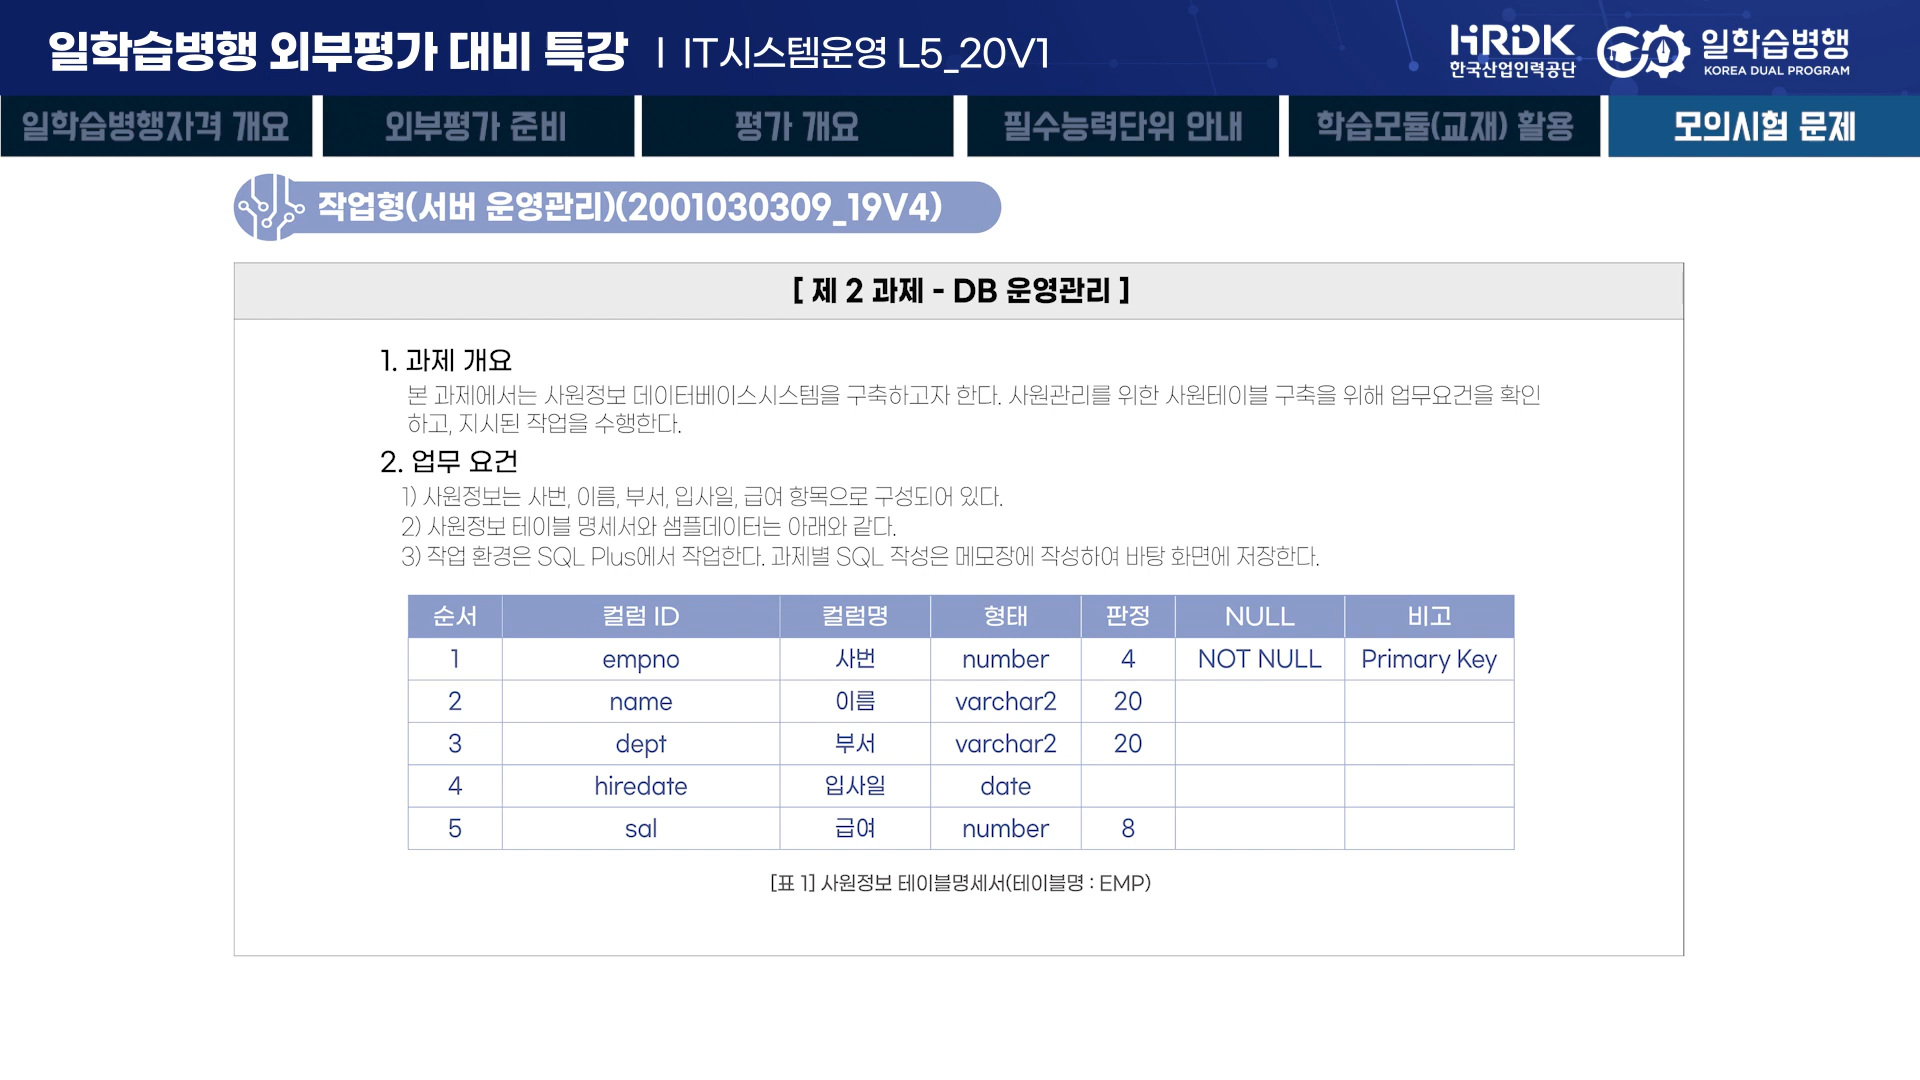 일학습병행 외부평가 대비 특강 | IT시스템운영 L5_20V1
HRDK 한국산업인력공단
일학습병행 KOREA DUAL PROGRAM
일학습병행자격 개요 외부평가 준비 평가 개요 필수능력단위 안내 학습모듈(교재) 활용 모의시험 문제
작업형(서버 운영관리)(2001030309_19V4)
[ 제 2 과제 - DB 운영관리 ]
1. 과제 개요
본 과제에서는 사원정보 데이터베이스시스템을 구축하고자 한다. 사원관리를 위한 사원테이블 구축을 위해 업무요건을 확인
하고, 지시된 작업을 수행한다.
2. 업무 요건
1) 사원정보는 사번, 이름, 부서, 입사일, 급여 항목으로 구성되어 있다.
2) 사원정보 테이블 명세서와 샘플데이터는 아래와 같다.
3) 작업 환경은 SQL Plus에서 작업한다. 과제별 SQL 작성은 메모장에 작성하여 바탕 화면에 저장한다.
순서 컬럼 ID 컬럼명 형태 판정 NULL 비고
1 empno 사번 number 4 NOT NULL Primary Key
2 name 이름 varchar2 20
3 dept 부서 varchar2 20
4 hiredate 입사일 date
5 sal 급여 number 8
[표 1] 사원정보 테이블명세서(테이블명 : EMP)